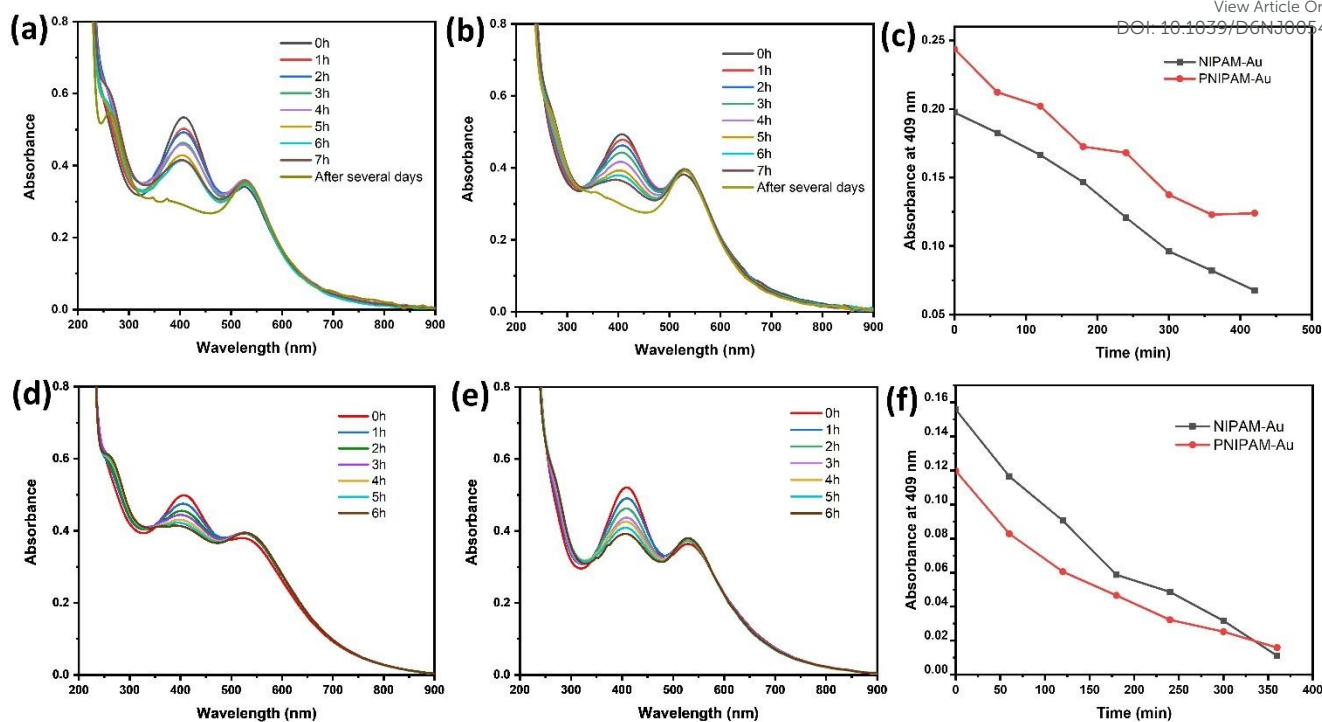 View Article Or
DOI: 10.1039/D6NJ0054
(a)
0.8
0.6
0.4
0.2
0.0
Absorbance
200 300 400 500 600 700 800 900
Wavelength (nm)
0h
1h
2h
3h
4h
5h
6h
7h
After several days
(b)
0.8
0.6
0.4
0.2
0.0
Absorbance
200 300 400 500 600 700 800 900
Wavelength (nm)
0h
1h
2h
3h
4h
5h
6h
7h
After several days
(c)
0.25
0.20
0.15
0.10
0.05
Absorbance at 409 nm
0 100 200 300 400 500
Time (min)
NIPAM-Au
PNIPAM-Au
(d)
0.8
0.6
0.4
0.2
0.0
Absorbance
200 300 400 500 600 700 800 900
Wavelength (nm)
0h
1h
2h
3h
4h
5h
6h
(e)
0.8
0.6
0.4
0.2
0.0
Absorbance
200 300 400 500 600 700 800 900
Wavelength (nm)
0h
1h
2h
3h
4h
5h
6h
(f)
0.16
0.14
0.12
0.10
0.08
0.06
0.04
0.02
0.00
Absorbance at 409 nm
0 50 100 150 200 250 300 350 400
Time (min)
NIPAM-Au
PNIPAM-Au